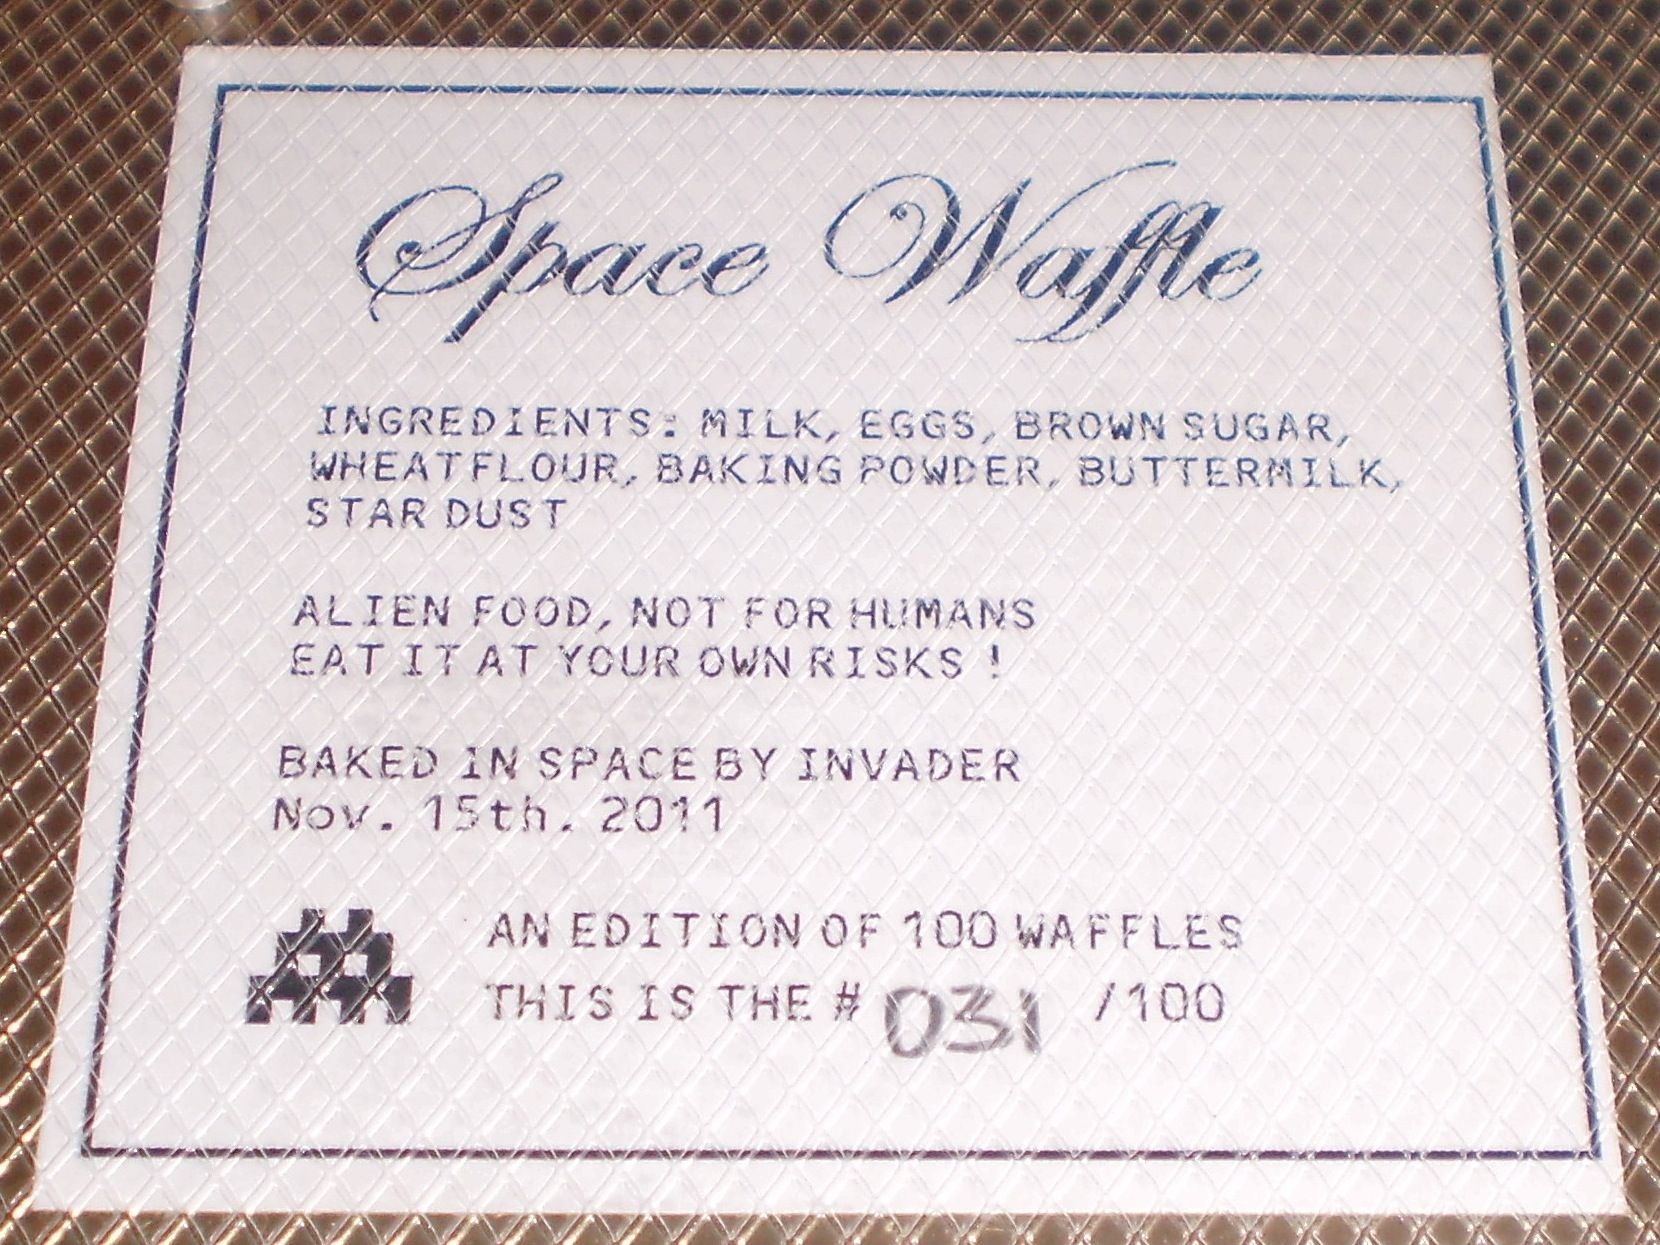 Space Waffle
INGREDIENTS: MILK, EGGS, BROWN SUGAR,
WHEATFLOUR, BAKING POWDER, BUTTERMILK,
STAR DUST
ALIEN FOOD, NOT FOR HUMANS
EAT IT AT YOUR OWN RISKS !
BAKED IN SPACE BY INVADER
Nov. 15th. 2011
AN EDITION OF 100 WAFFLES
THIS IS THE # 031 /100